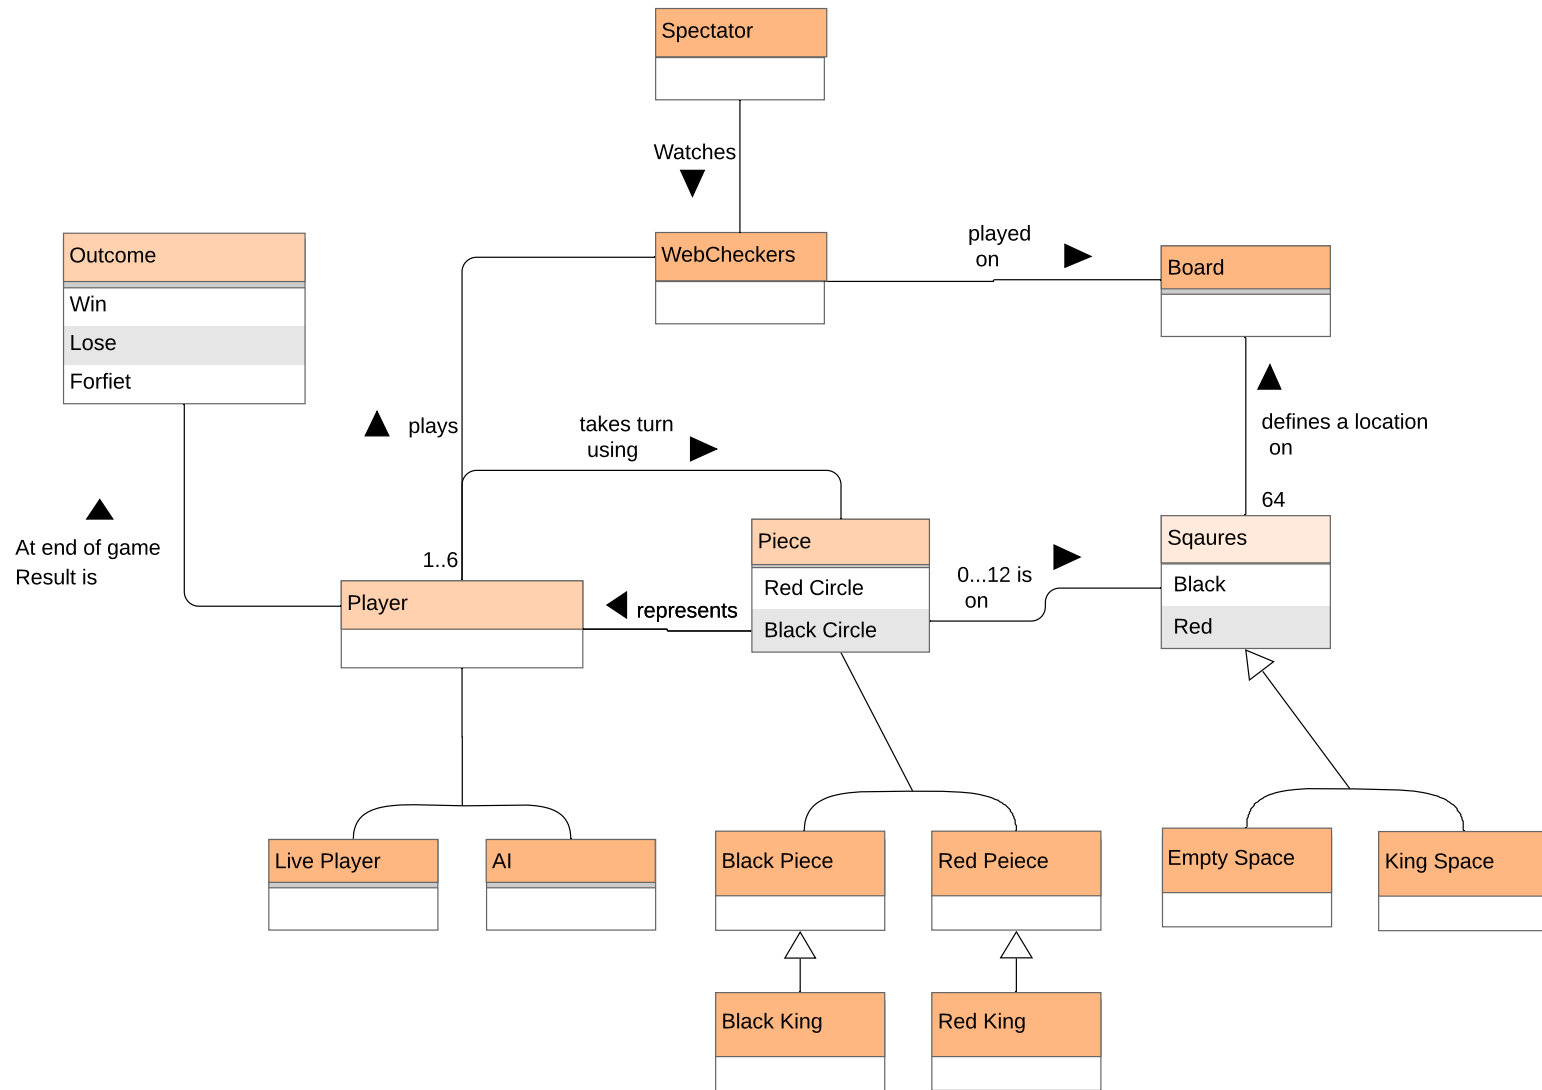 Spectator
Watches
WebCheckers
played
on
Board
Outcome
Win
Lose
Forfiet
plays
takes turn
using
defines a location
on
64
At end of game
Result is
1..6
Player
represents
Piece
Red Circle
Black Circle
0...12 is
on
Sqaures
Black
Red
Live Player
AI
Black Piece
Red Peiece
Empty Space
King Space
Black King
Red King